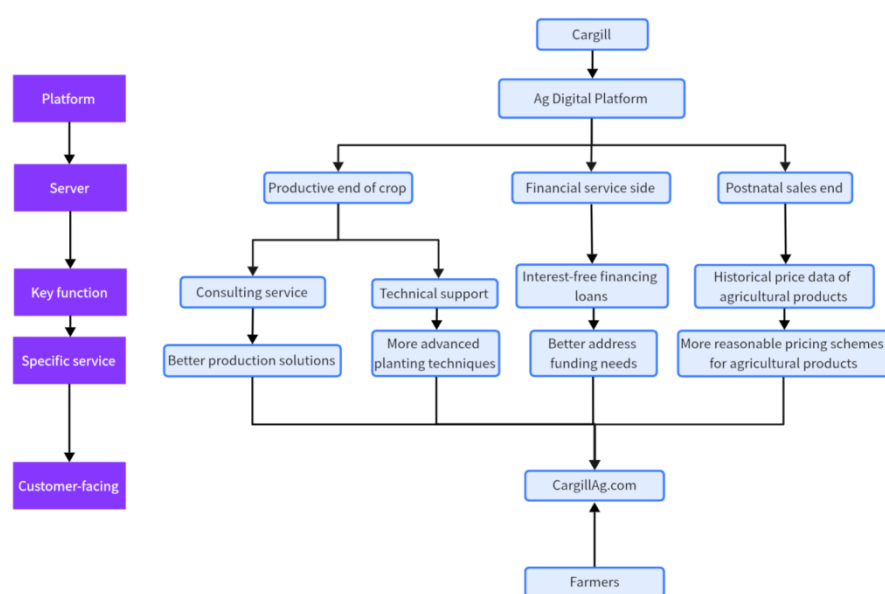 Cargill
Platform
Ag Digital Platform
Server
Productive end of crop
Financial service side
Postnatal sales end
Key function
Consulting service
Technical support
Interest-free financing
loans
Historical price data of
agricultural products
Specific service
Better production solutions
More advanced
planting techniques
Better address
funding needs
More reasonable pricing schemes
for agricultural products
Customer-facing
CargillAg.com
Farmers